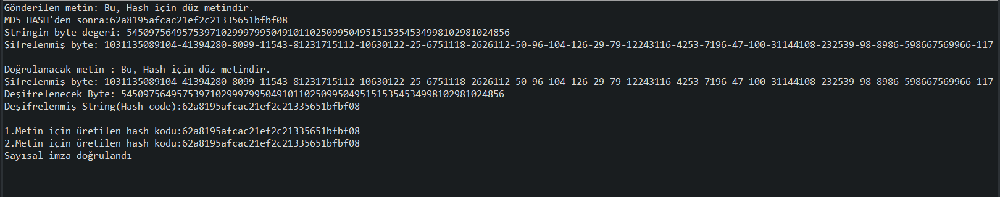 Gönderilen metin: Bu, Hash için düz metindir.
MD5 HASH'den sonra:62a8195afcac21ef2c21335651bfbf08
Stringin byte degeri: 545097564957539710299979950491011025099504951515354534998102981024856
Şifrelenmiş byte: 1031135089104-41394280-8099-11543-81231715112-10630122-25-6751118-2626112-50-96-104-126-29-79-12243116-4253-7196-47-100-31144108-232539-98-8986-598667569966-117
Doğrulanacak metin : Bu, Hash için düz metindir.
Şifrelenmiş byte: 1031135089104-41394280-8099-11543-81231715112-10630122-25-6751118-2626112-50-96-104-126-29-79-12243116-4253-7196-47-100-31144108-232539-98-8986-598667569966-117
Deşifrelenecek Byte: 545097564957539710299979950491011025099504951515354534998102981024856
Deşifrelenmiş String(Hash code):62a8195afcac21ef2c21335651bfbf08
1.Metin için üretilen hash kodu:62a8195afcac21ef2c21335651bfbf08
2.Metin için üretilen hash kodu:62a8195afcac21ef2c21335651bfbf08
Sayısal imza doğrulandı